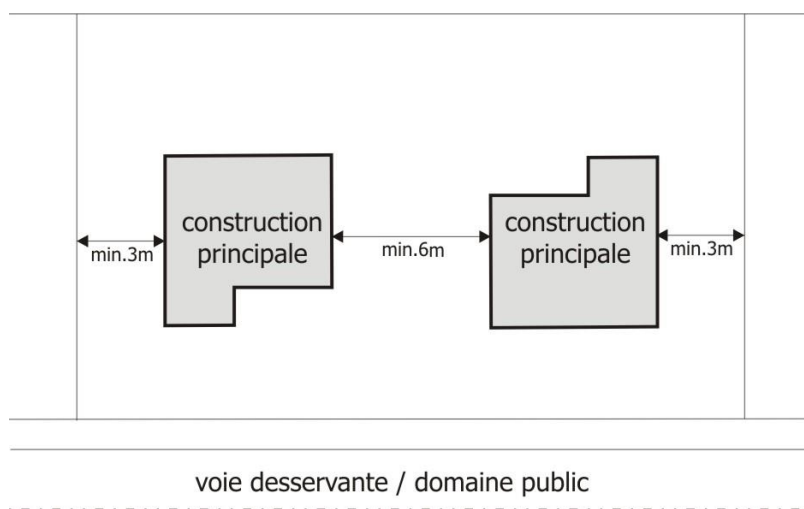 construction
principale
construction
principale
min.3m
min.6m
min.3m
voie desservante / domaine public